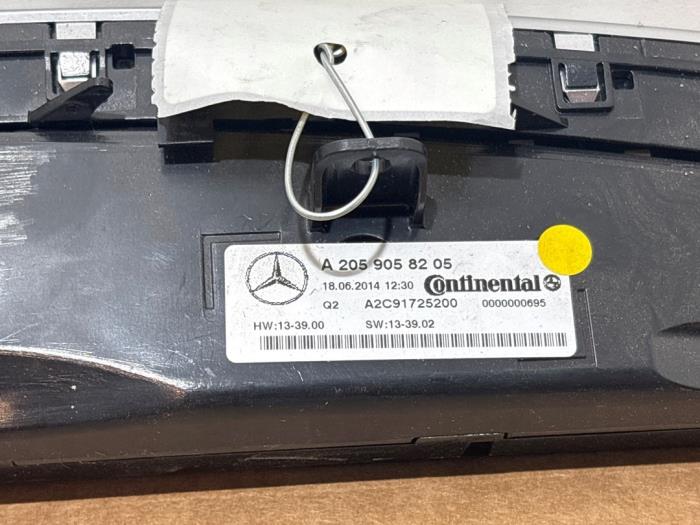 A 205 905 82 05
18.06.2014 12:30 Continental
Q2 A2C91725200 0000000695
HW:13-39.00 SW:13-39.02